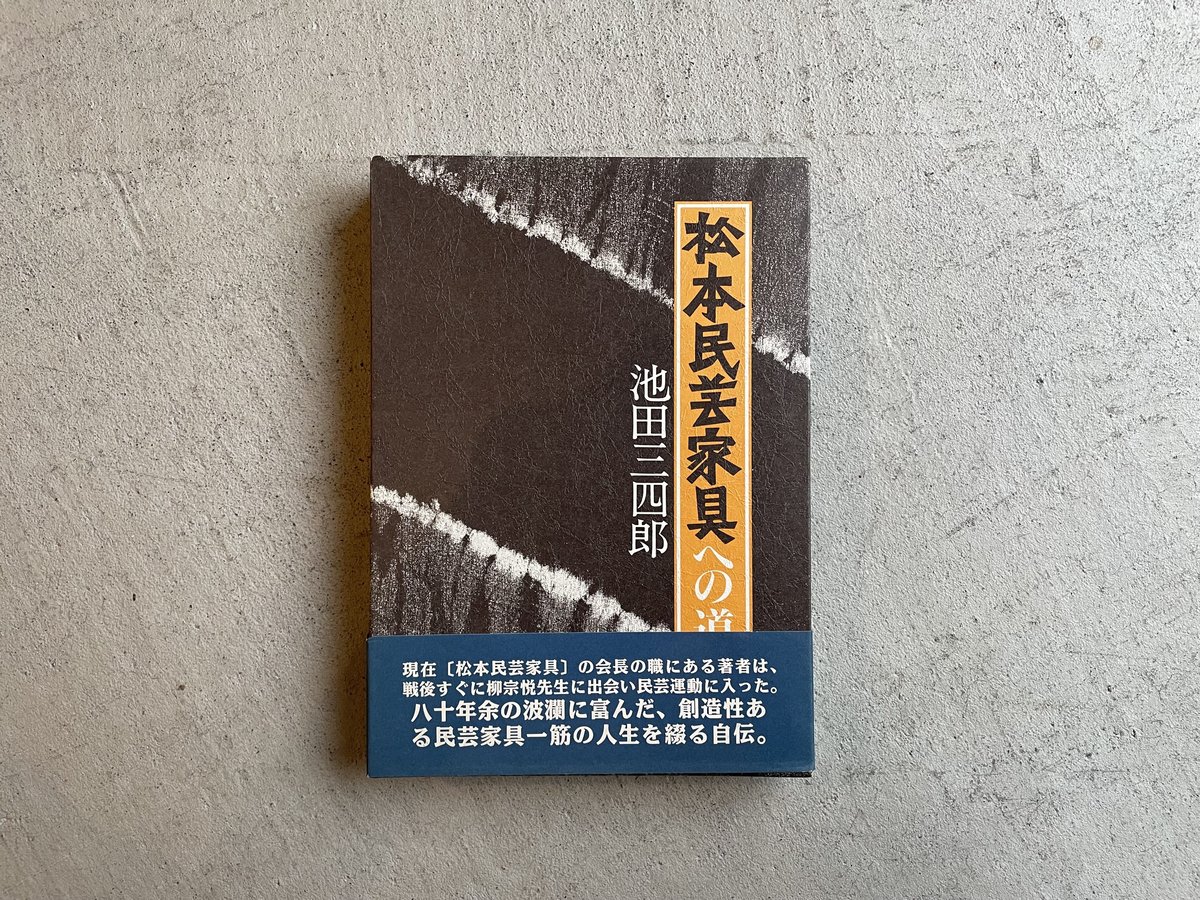 松本民芸家具への道
池田三四郎
現在［松本民芸家具］の会長の職にある著者は、
戦後すぐに柳宗悦先生に出会い民芸運動に入った。
八十年余の波瀾に富んだ、創造性あ
る民芸家具一筋の人生を綴る自伝。